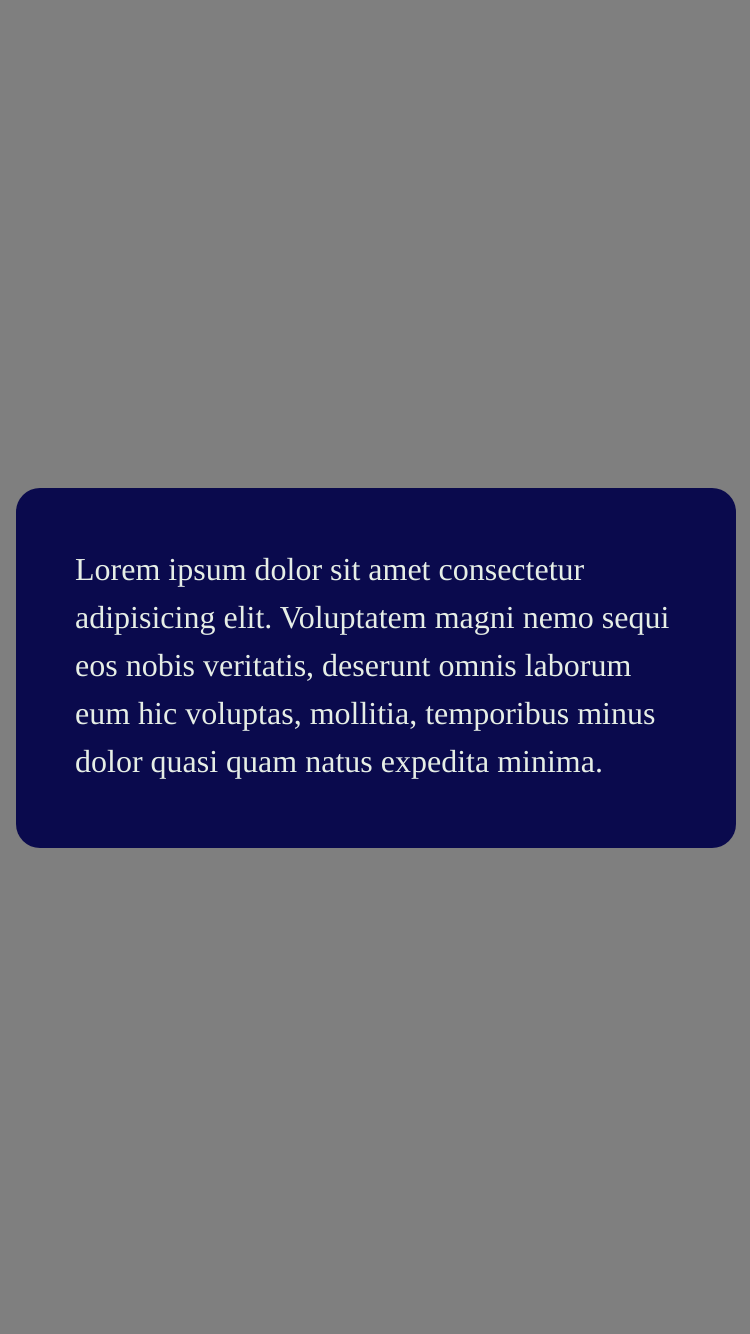 Lorem ipsum dolor sit amet consectetur
adipisicing elit. Voluptatem magni nemo sequi
eos nobis veritatis, deserunt omnis laborum
eum hic voluptas, mollitia, temporibus minus
dolor quasi quam natus expedita minima.